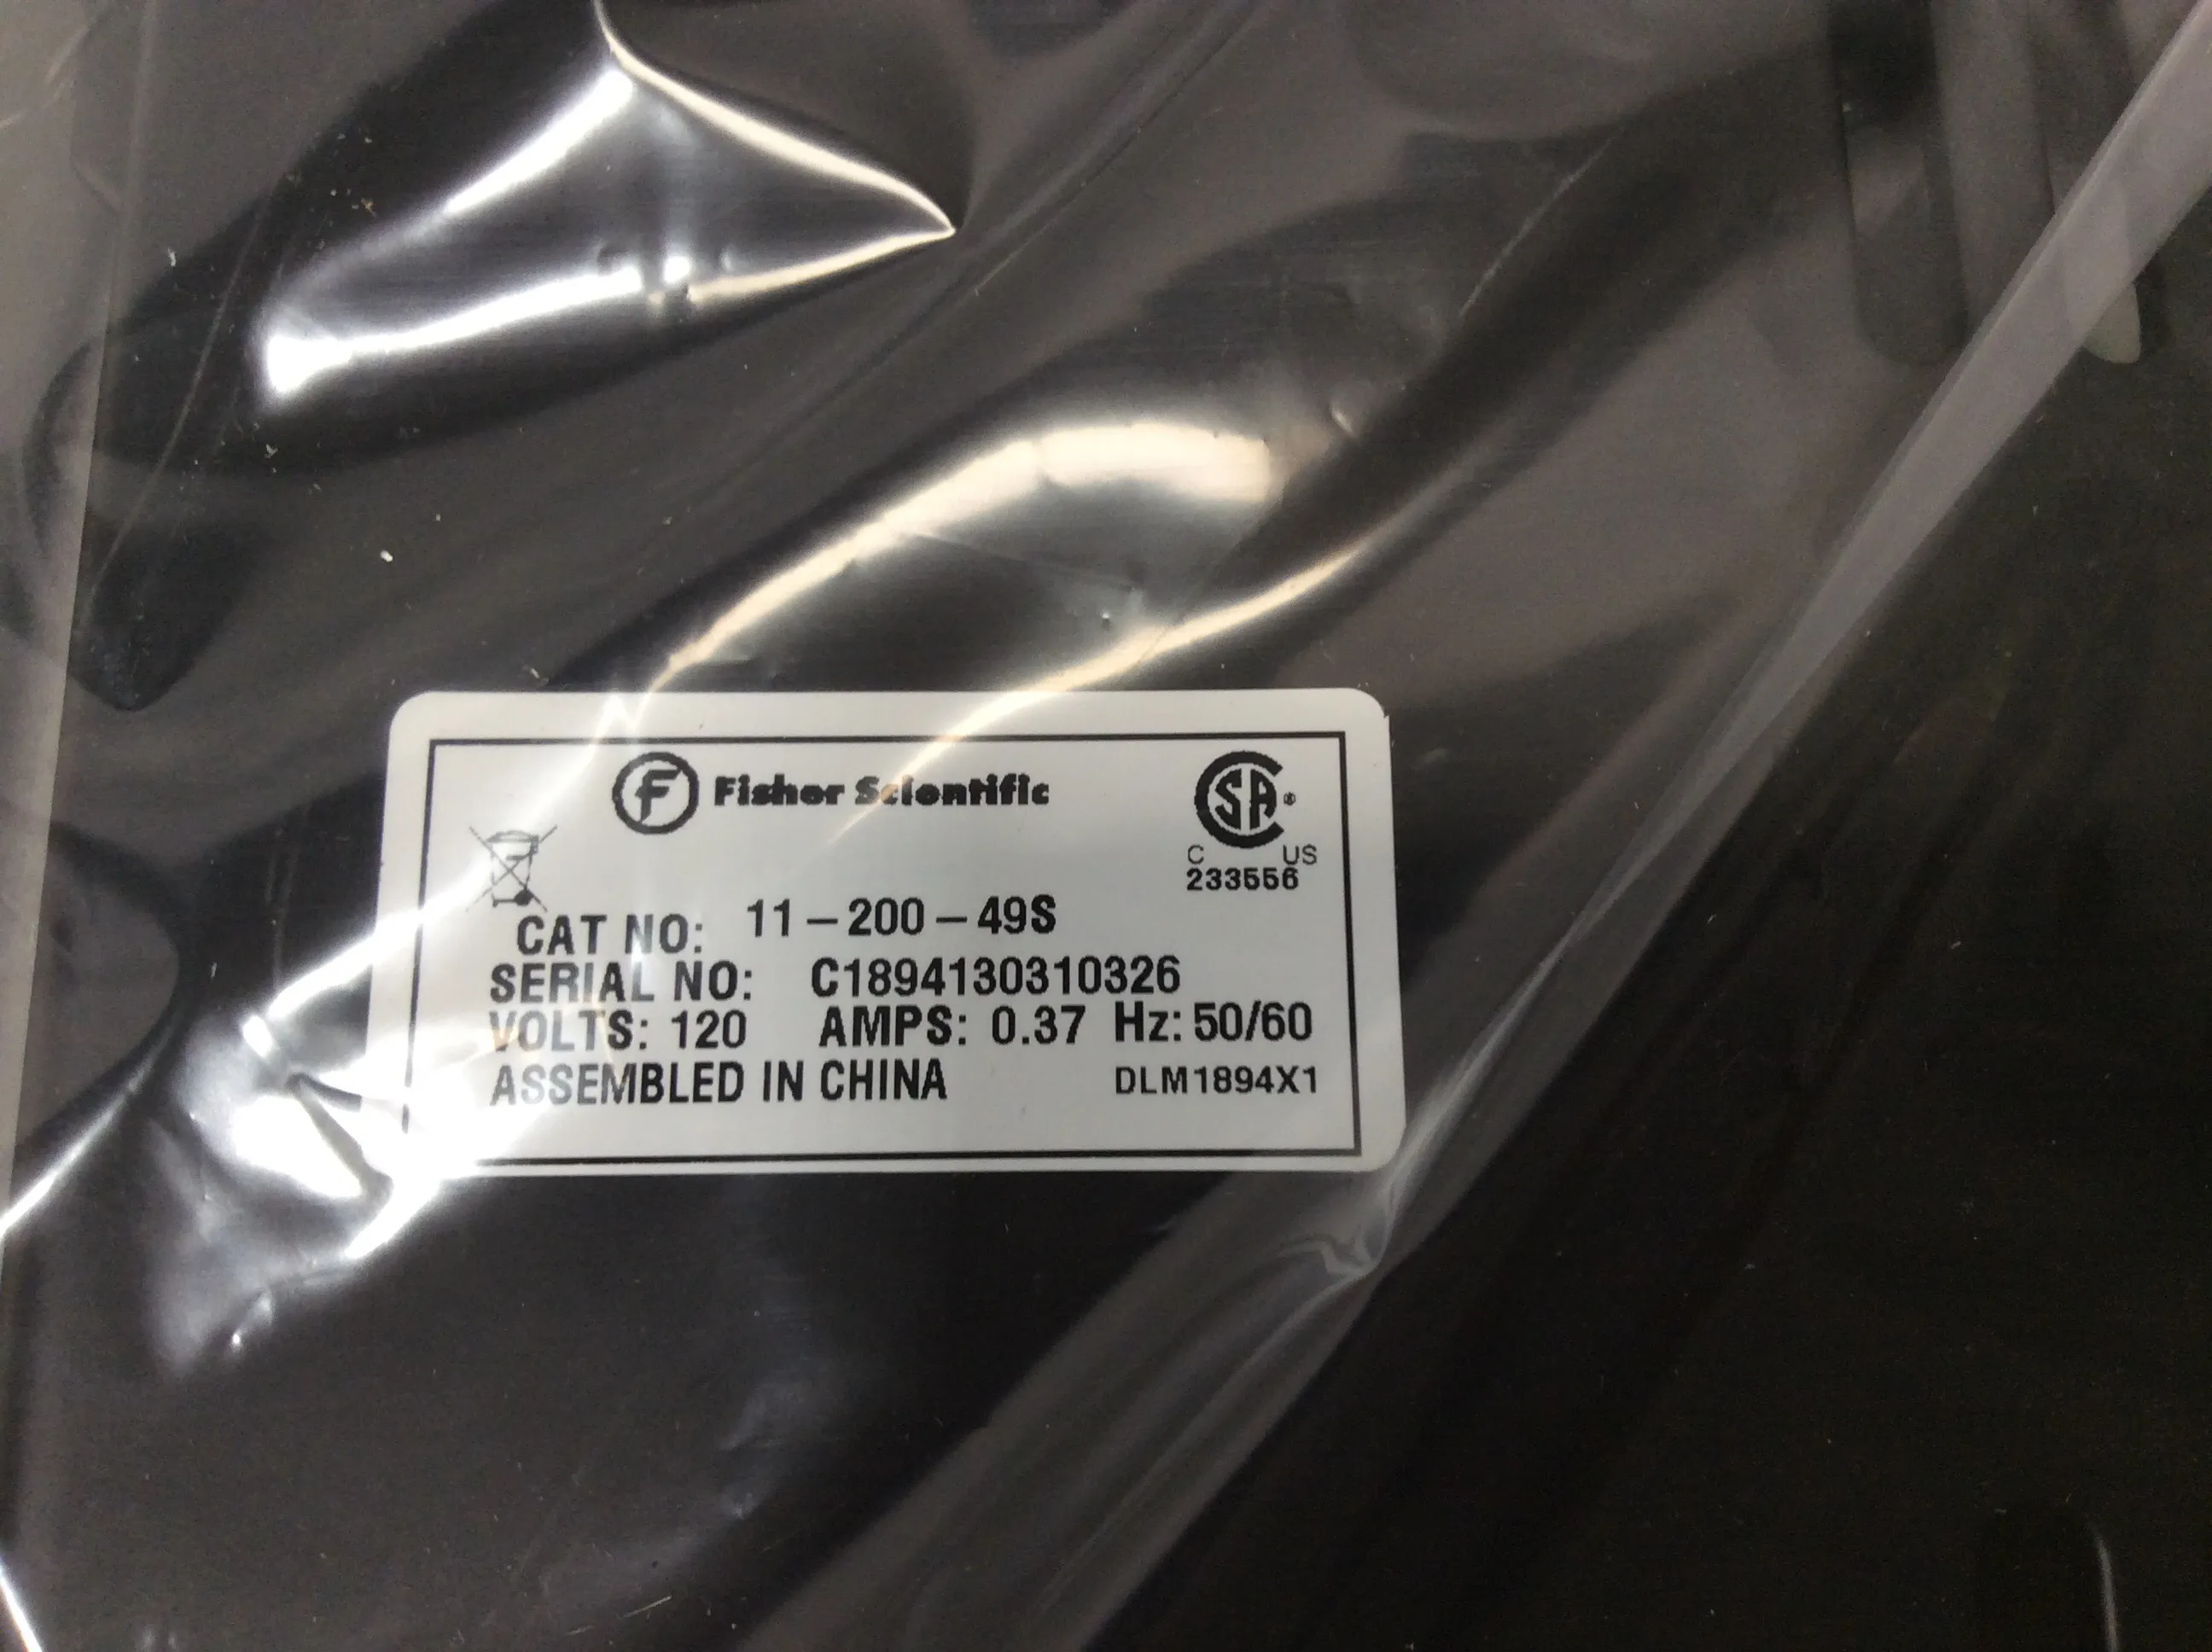 Fisher Scientific
CSA®
C US
233556
CAT NO: 11-200-49S
SERIAL NO: C1894130310326
VOLTS: 120 AMPS: 0.37 Hz: 50/60
ASSEMBLED IN CHINA DLM1894X1